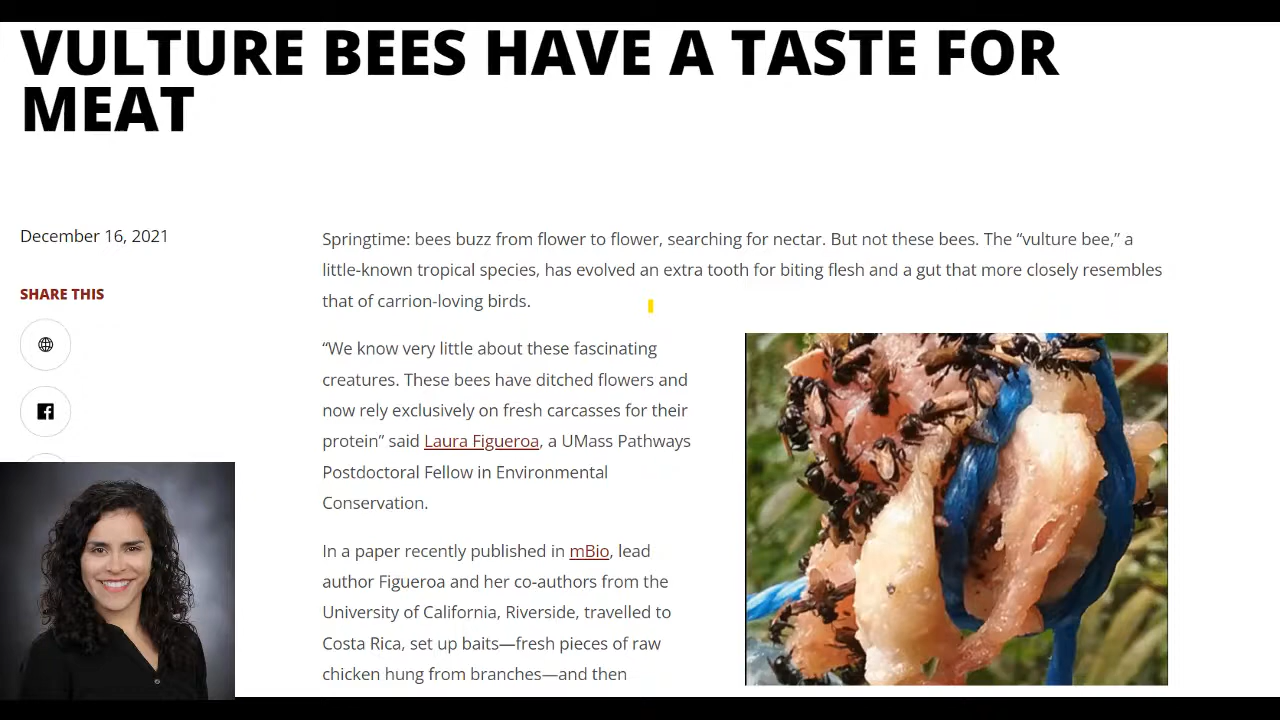 VULTURE BEES HAVE A TASTE FOR
MEAT
December 16, 2021
SHARE THIS
Springtime: bees buzz from flower to flower, searching for nectar. But not these bees. The “vulture bee,” a
little-known tropical species, has evolved an extra tooth for biting flesh and a gut that more closely resembles
that of carrion-loving birds.
“We know very little about these fascinating
creatures. These bees have ditched flowers and
now rely exclusively on fresh carcasses for their
protein” said Laura Figueroa, a UMass Pathways
Postdoctoral Fellow in Environmental
Conservation.
In a paper recently published in mBio, lead
author Figueroa and her co-authors from the
University of California, Riverside, travelled to
Costa Rica, set up baits—fresh pieces of raw
chicken hung from branches—and then